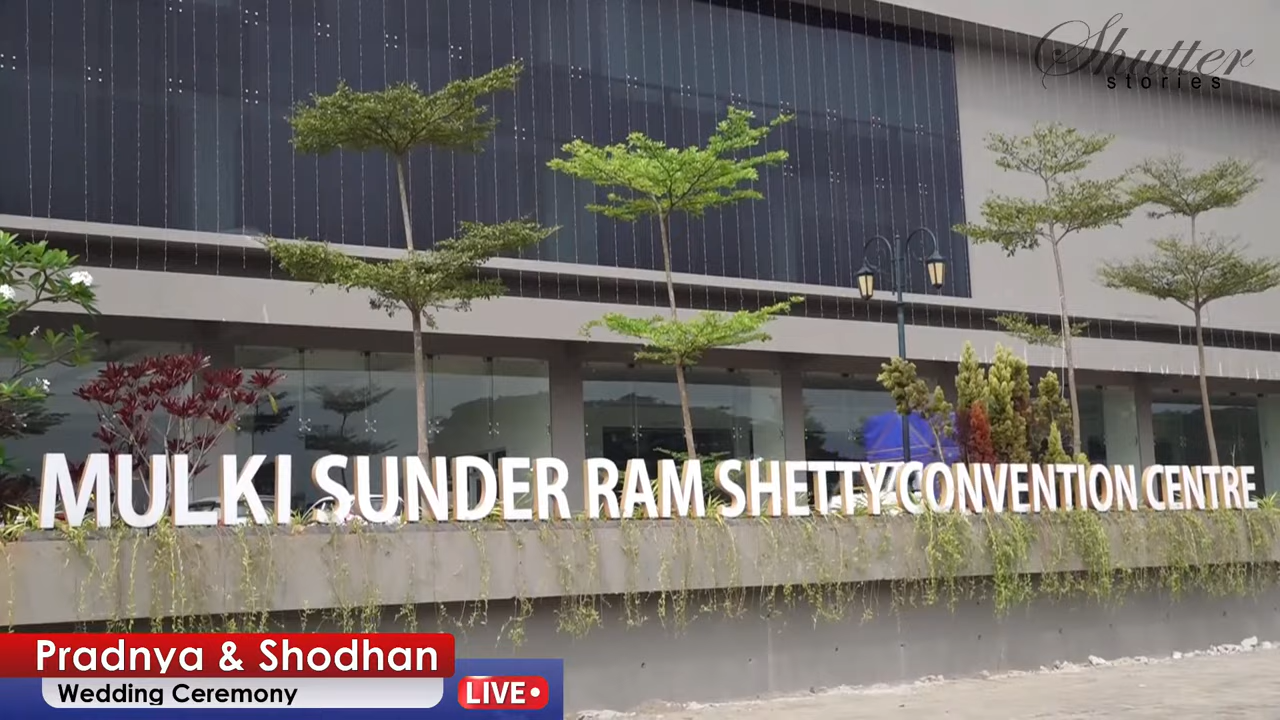 Shutter
stories
MULKI SUNDER RAM SHETTY CONVENTION CENTRE
Pradnya & Shodhan
Wedding Ceremony
LIVE